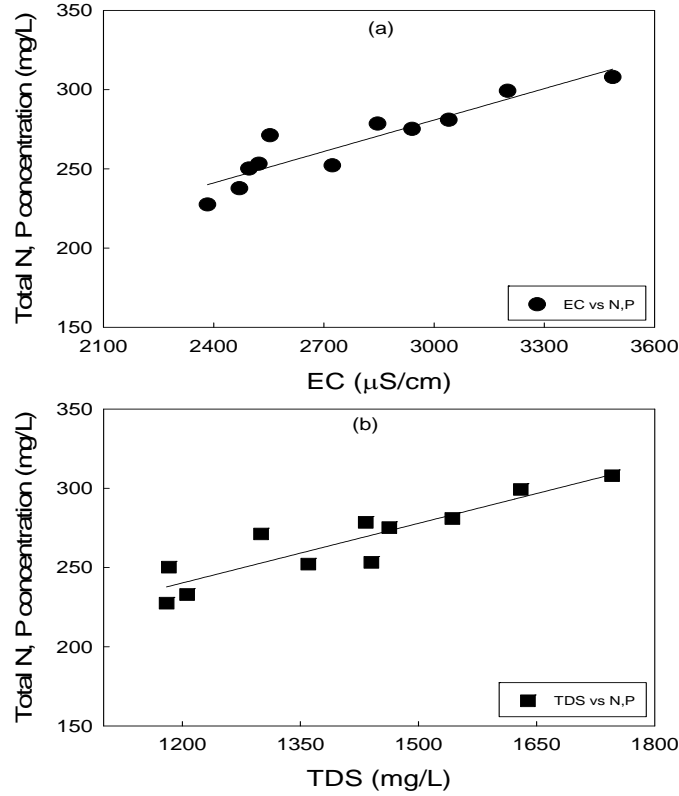 350
(a)
300
250
200
150
Total N, P concentration (mg/L)
EC vs N,P
2100 2400 2700 3000 3300 3600
EC (μS/cm)
350
(b)
300
250
200
150
Total N, P concentration (mg/L)
TDS vs N,P
1200 1350 1500 1650 1800
TDS (mg/L)